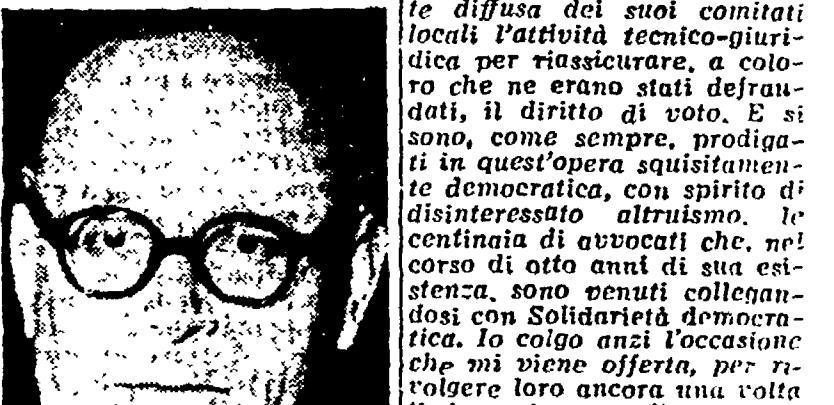 te diffusa dei suoi comitati
locali l'attività tecnico-giuri-
dica per riassicurare, a colo-
ro che ne erano stati defrau-
dati, il diritto di voto. E si
sono, come sempre, prodiga-
ti in quest'opera squisitamen-
te democratica, con spirito di
disinteressato altruismo, le
centinaia di avvocati che, nel
corso di otto anni di sua esi-
stenza, sono venuti collegan-
dosi con Solidarietà democra-
tica. Io colgo anzi l'occasione
che mi viene offerta, per ri-
volgere loro ancora una volta